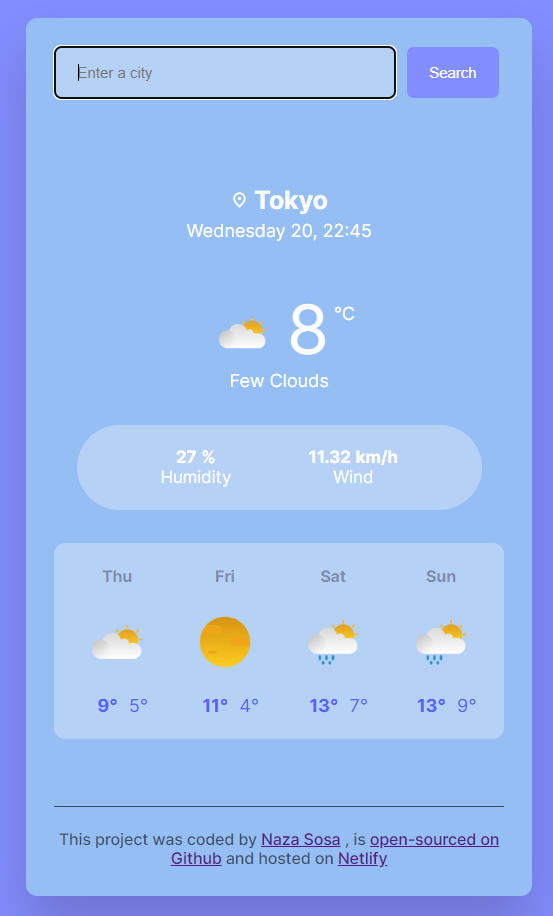 Enter a city Search
Tokyo
Wednesday 20, 22:45
8 °C
Few Clouds
27 % 11.32 km/h
Humidity Wind
Thu Fri Sat Sun
9° 5° 11° 4° 13° 7° 13° 9°
This project was coded by Naza Sosa , is open-sourced on
Github and hosted on Netlify